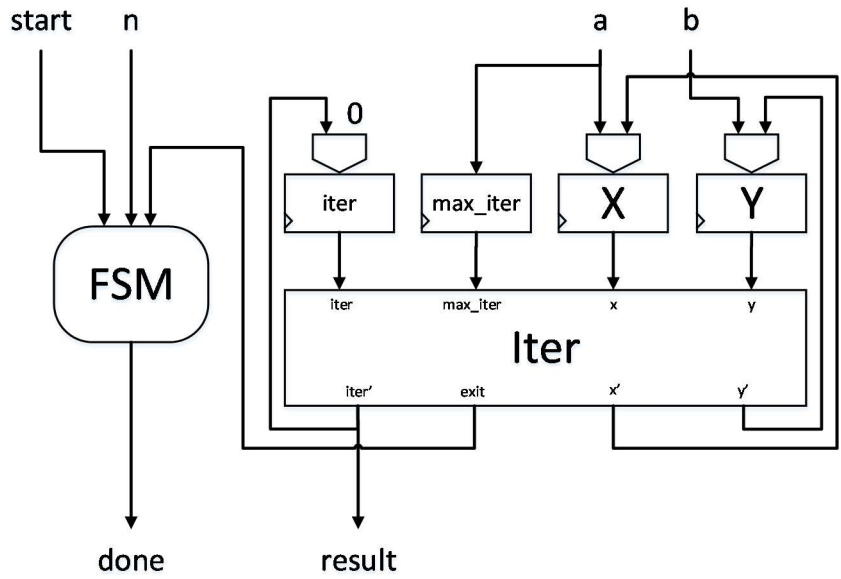 start n a b
0
iter max_iter X Y
FSM
iter max_iter x y
Iter
iter' exit x' y'
done result